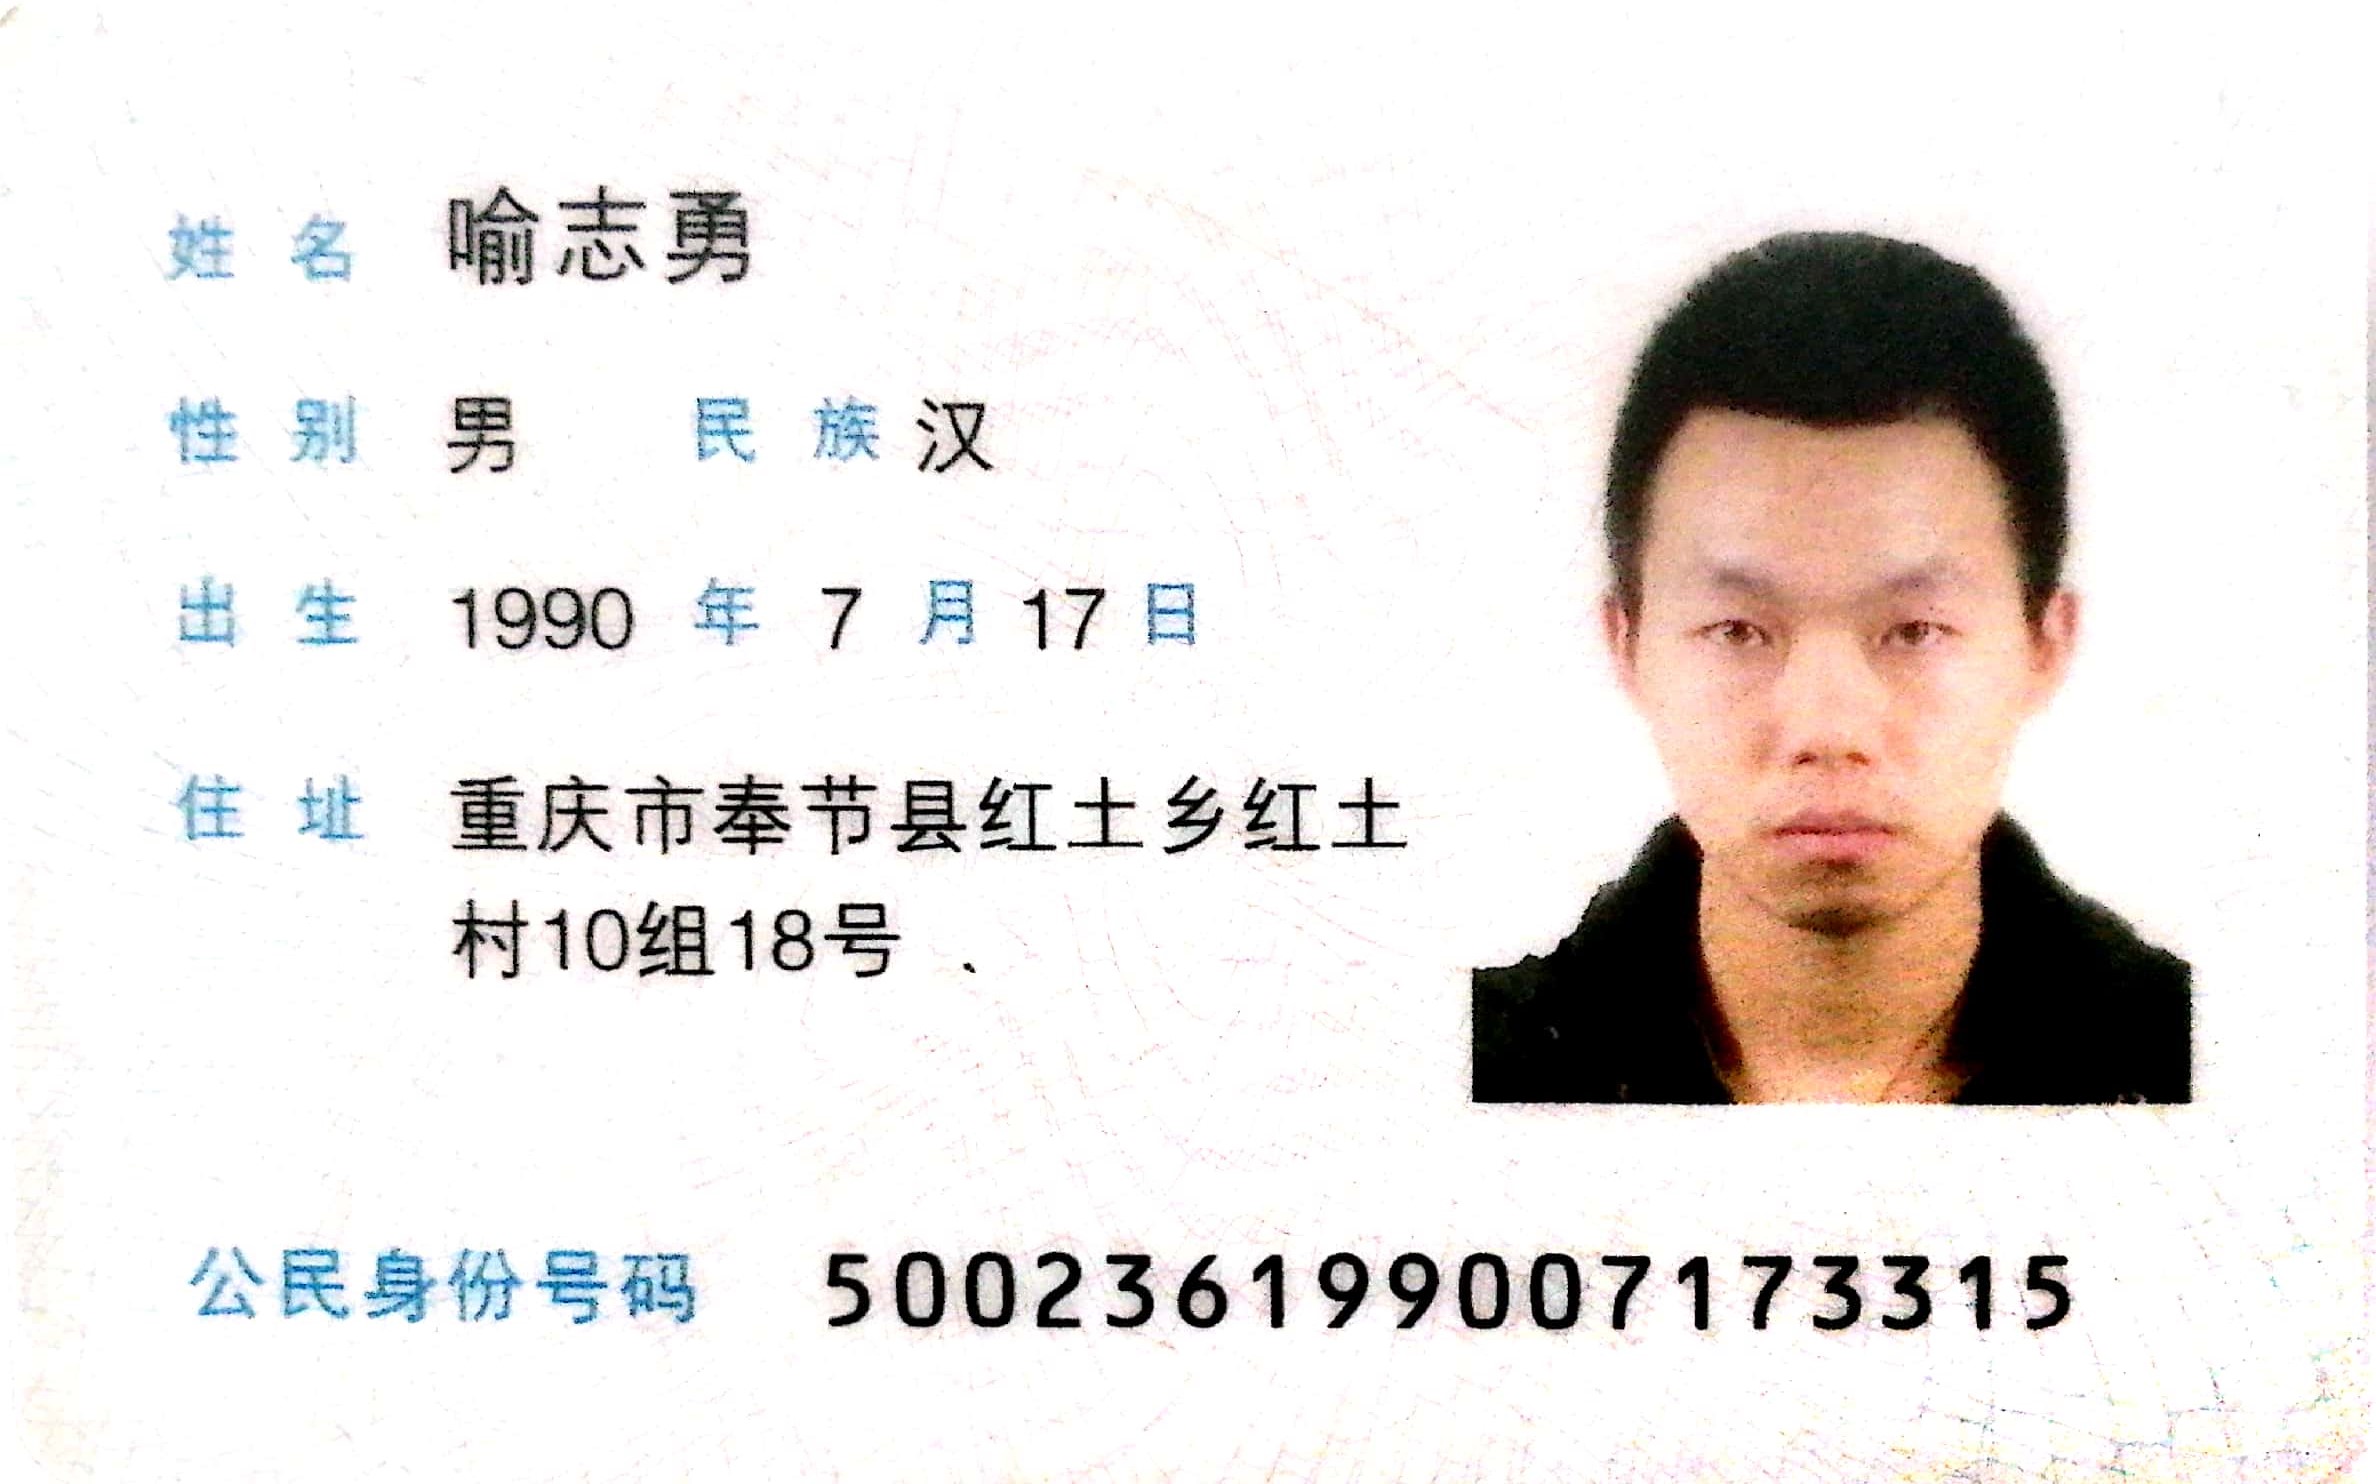 姓名 喻志勇
性别 男 民族 汉
出生 1990 年 7 月 17 日
住址 重庆市奉节县红土乡红土
村10组18号
公民身份号码 500236199007173315